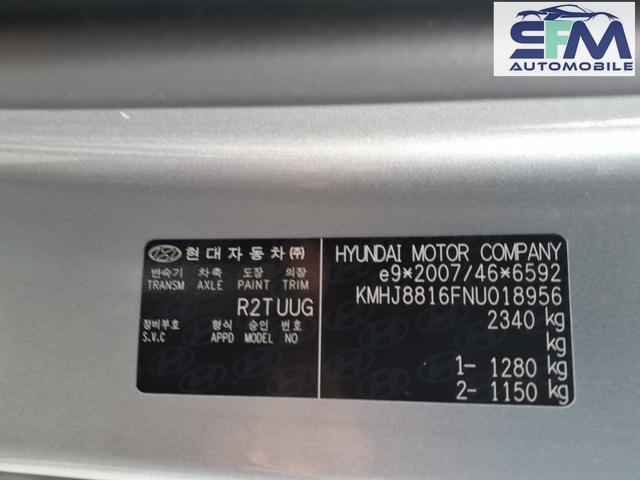 SFM
AUTOMOBILE
현대자동차㈜
변속기 차축 도장 의장
TRANSM AXLE PAINT TRIM
R2T UUG
정비부호 형식 승인 번호
S.V.C APPD MODEL NO
HYUNDAI MOTOR COMPANY
e9*2007/46*6592
KMHJ8816FNU018956
2340 kg
kg
1- 1280 kg
2- 1150 kg